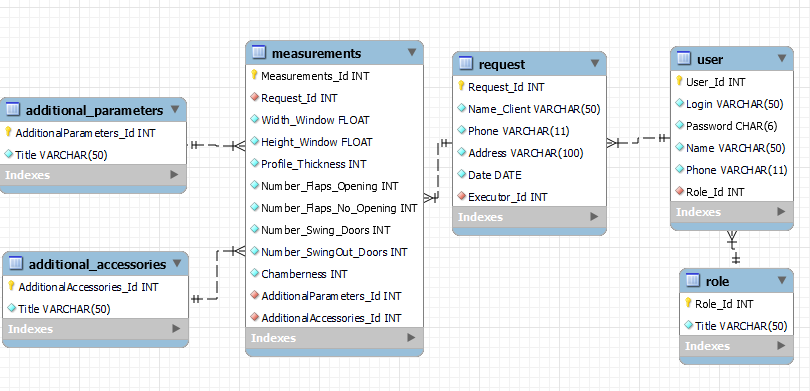 additional_parameters
AdditionalParameters_Id INT
Title VARCHAR(50)
Indexes
additional_accessories
AdditionalAccessories_Id INT
Title VARCHAR(50)
Indexes
measurements
Measurements_Id INT
Request_Id INT
Width_Window FLOAT
Height_Window FLOAT
Profile_Thickness INT
Number_Flaps_Opening INT
Number_Flaps_No_Opening INT
Number_Swing_Doors INT
Number_SwingOut_Doors INT
Chamberness INT
AdditionalParameters_Id INT
AdditionalAccessories_Id INT
Indexes
request
Request_Id INT
Name_Client VARCHAR(50)
Phone VARCHAR(11)
Address VARCHAR(100)
Date DATE
Executor_Id INT
Indexes
user
User_Id INT
Login VARCHAR(50)
Password CHAR(6)
Name VARCHAR(50)
Phone VARCHAR(11)
Role_Id INT
Indexes
role
Role_Id INT
Title VARCHAR(50)
Indexes